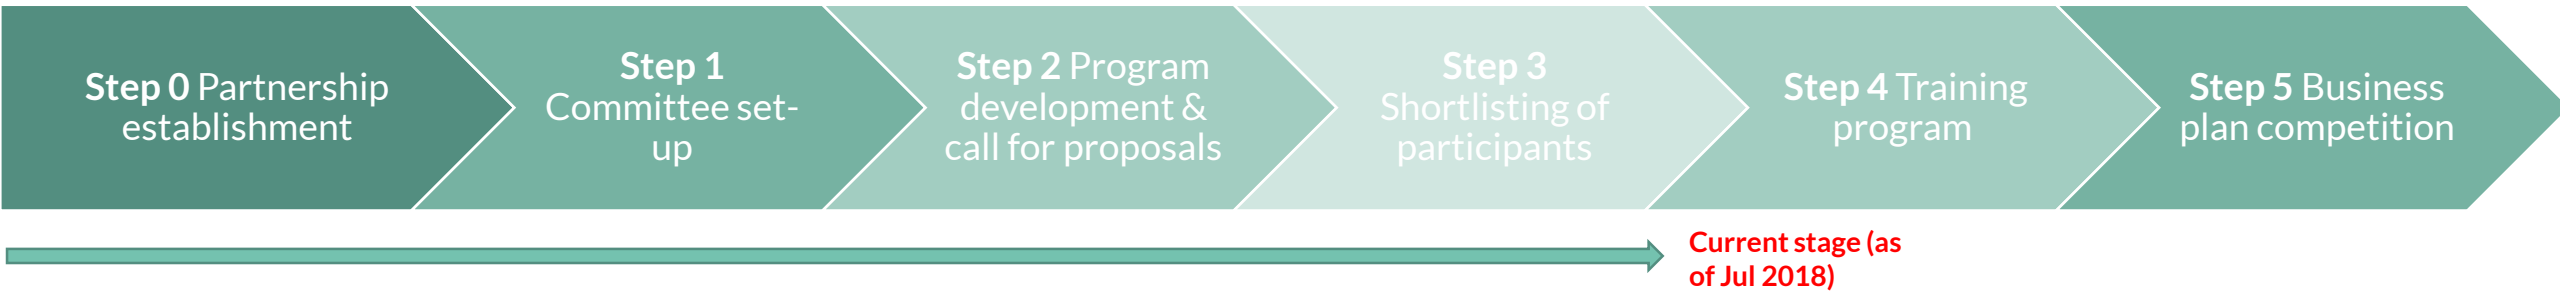 Step 0 Partnership
establishment
Step 1
Committee set-
up
Step 2 Program
development &
call for proposals
Step 3
Shortlisting of
participants
Step 4 Training
program
Step 5 Business
plan competition
Current stage (as
of Jul 2018)